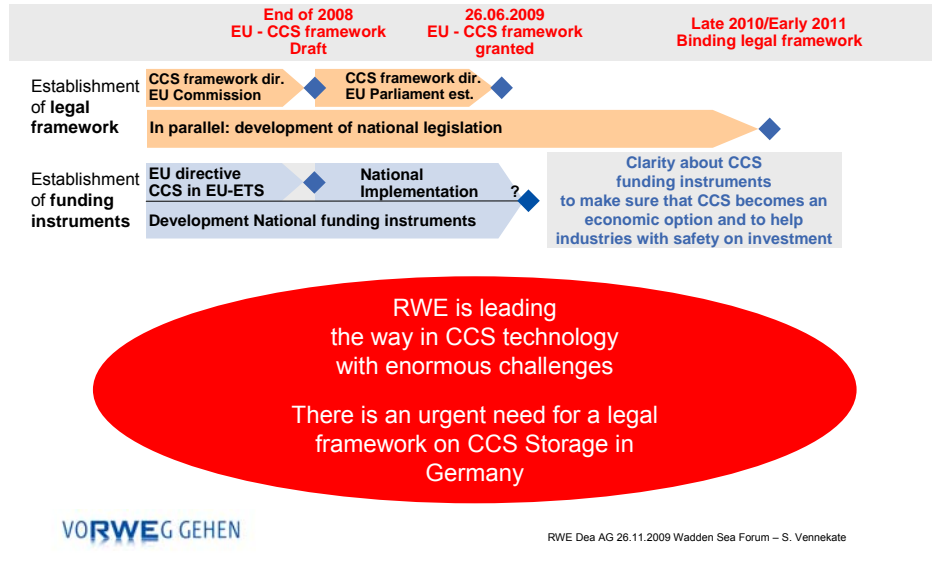 End of 2008
EU - CCS framework
Draft
26.06.2009
EU - CCS framework
granted
Late 2010/Early 2011
Binding legal framework
Establishment
of legal
framework
CCS framework dir.
EU Commission
CCS framework dir.
EU Parliament est.
In parallel: development of national legislation
Establishment
of funding
instruments
EU directive
CCS in EU-ETS
National
Implementation ?
Development National funding instruments
Clarity about CCS
funding instruments
to make sure that CCS becomes an
economic option and to help
industries with safety on investment
RWE is leading
the way in CCS technology
with enormous challenges
There is an urgent need for a legal
framework on CCS Storage in
Germany
VORWEG GEHEN
RWE Dea AG 26.11.2009 Wadden Sea Forum – S. Vennekate